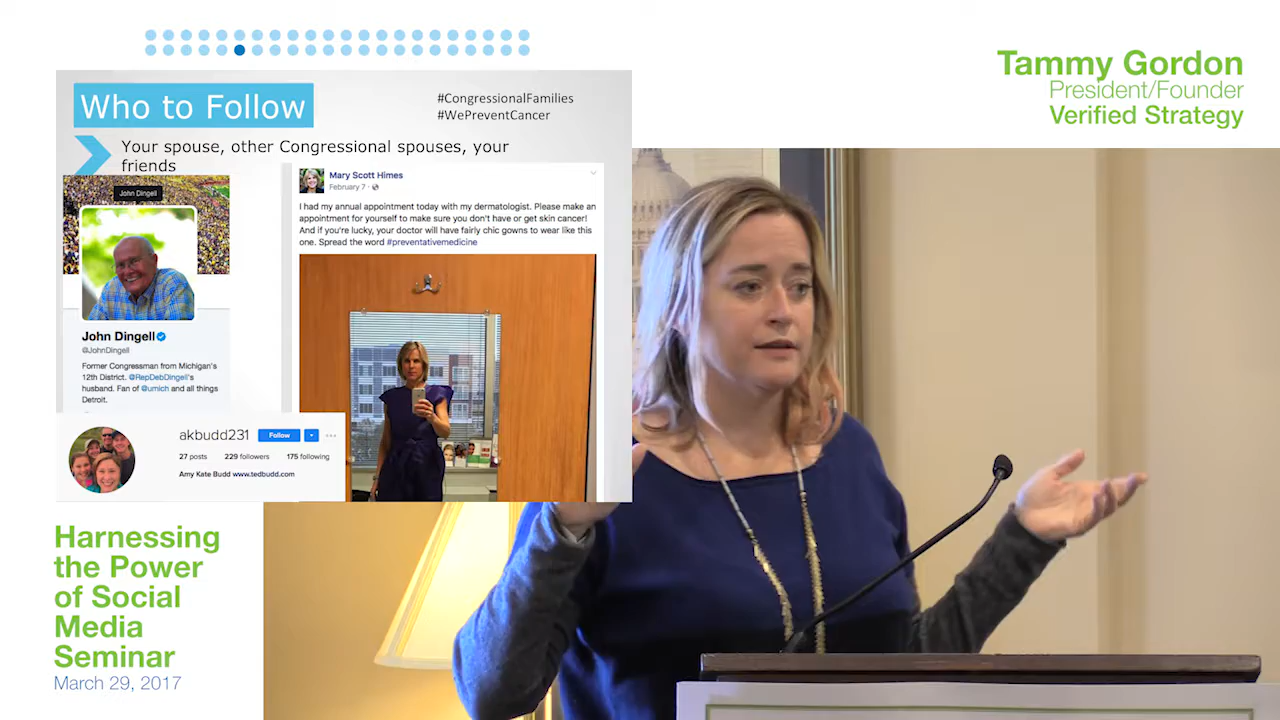 Tammy Gordon
President/Founder
Verified Strategy
Who to Follow
#CongressionalFamilies
#WePreventCancer
Your spouse, other Congressional spouses, your
friends
John Dingell
John Dingell
@JohnDingell
Former Congressman from Michigan's
12th District. @RepDebDingell's
husband. Fan of @umich and all things
Detroit.
Mary Scott Himes
February 7 ·
I had my annual appointment today with my dermatologist. Please make an
appointment for yourself to make sure you don't have or get skin cancer!
And if you're lucky, your doctor will have fairly chic gowns to wear like this
one. Spread the word #preventativemedicine
akbudd231 Follow
27 posts 229 followers 175 following
Amy Kate Budd www.tedbudd.com
Harnessing
the Power
of Social
Media
Seminar
March 29, 2017